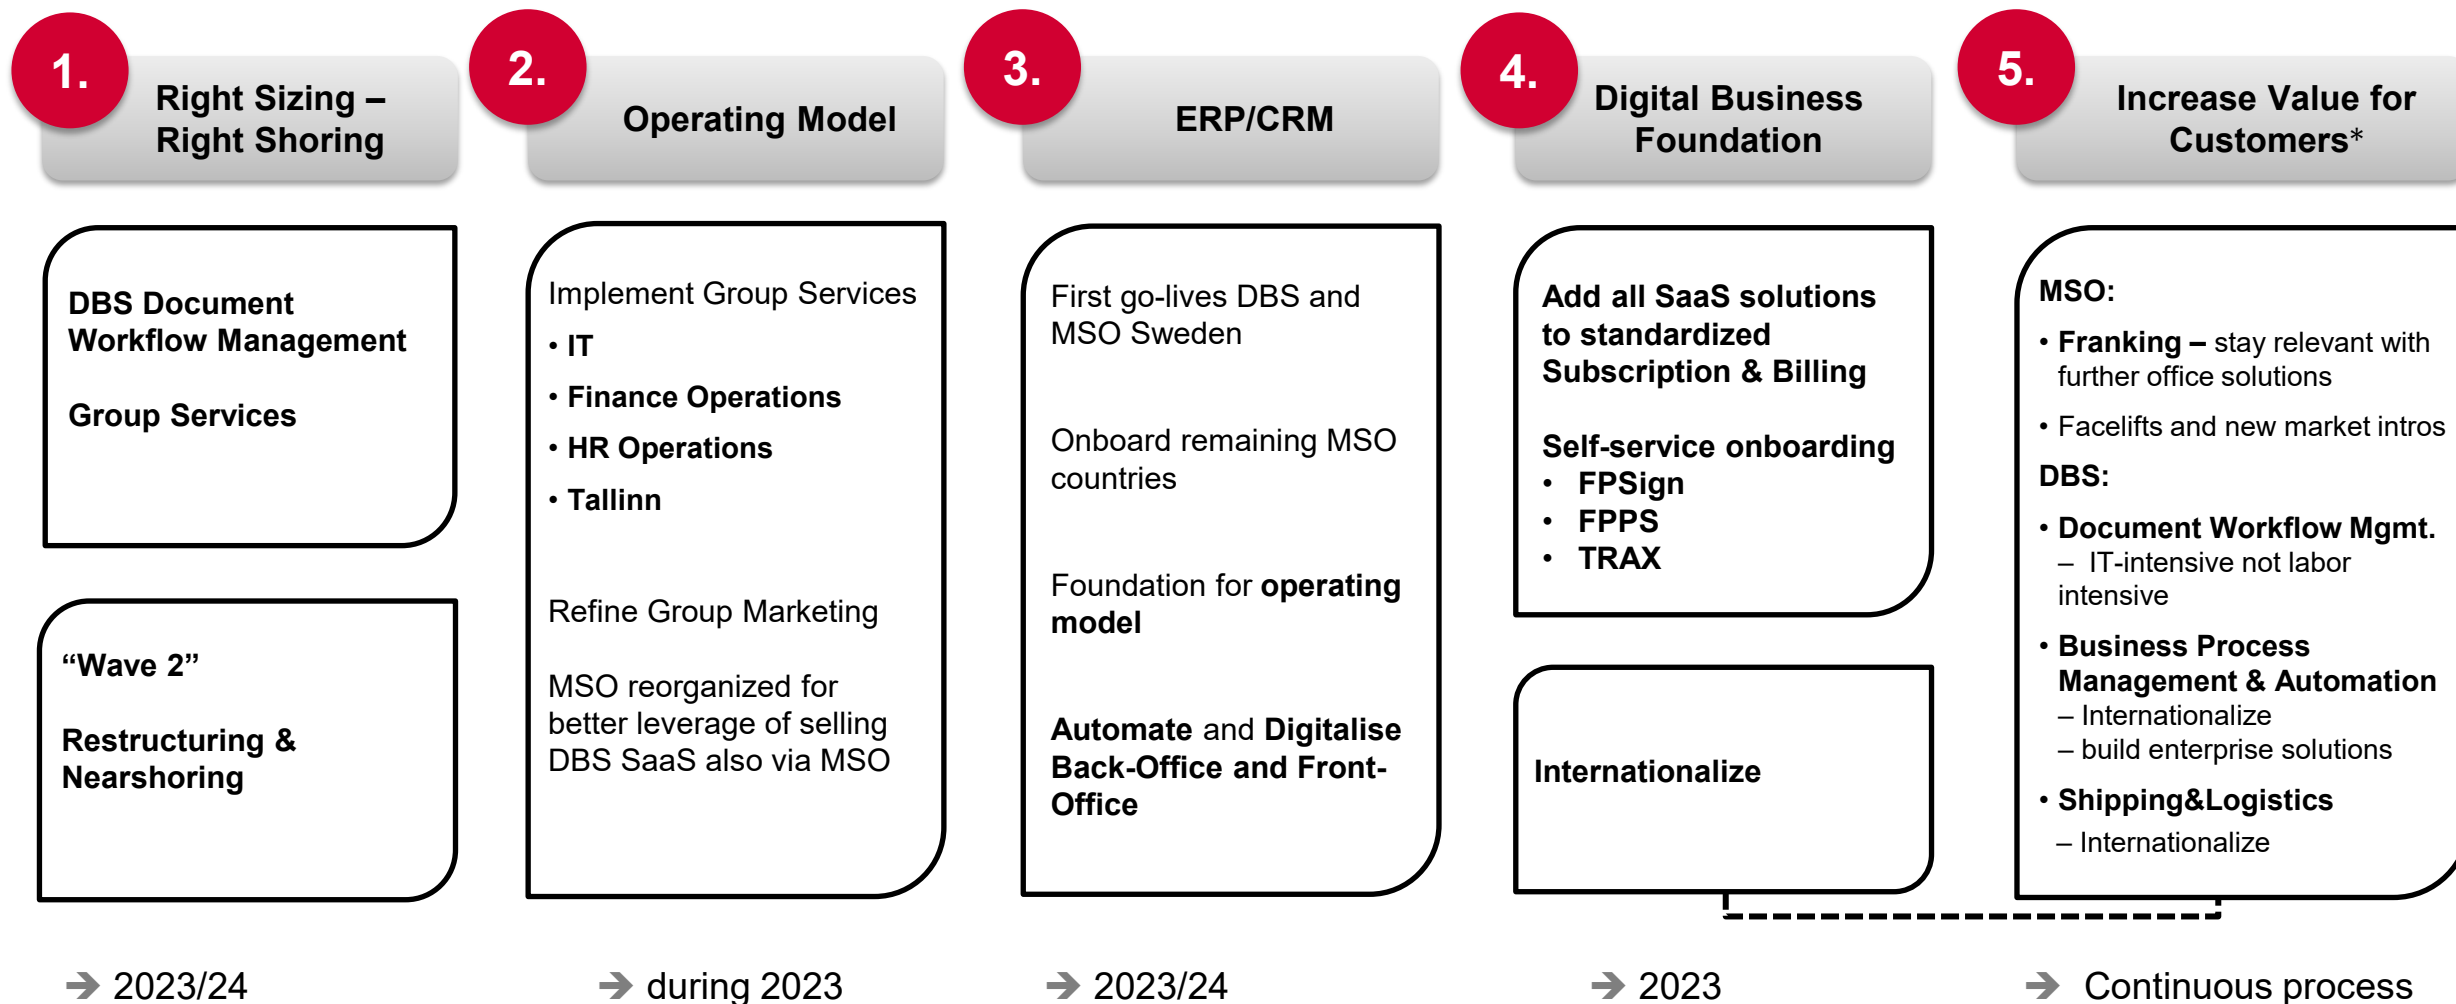 1.
Right Sizing –
Right Shoring
DBS Document
Workflow Management
Group Services
“Wave 2”
Restructuring &
Nearshoring
➔ 2023/24
2.
Operating Model
Implement Group Services
• IT
• Finance Operations
• HR Operations
• Tallinn
Refine Group Marketing
MSO reorganized for
better leverage of selling
DBS SaaS also via MSO
➔ during 2023
3.
ERP/CRM
First go-lives DBS and
MSO Sweden
Onboard remaining MSO
countries
Foundation for operating
model
Automate and Digitalise
Back-Office and Front-
Office
➔ 2023/24
4.
Digital Business
Foundation
Add all SaaS solutions
to standardized
Subscription & Billing
Self-service onboarding
• FPSign
• FPPS
• TRAX
Internationalize
➔ 2023
5.
Increase Value for
Customers*
MSO:
• Franking – stay relevant with
further office solutions
• Facelifts and new market intros
DBS:
• Document Workflow Mgmt.
– IT-intensive not labor
intensive
• Business Process
Management & Automation
– Internationalize
– build enterprise solutions
• Shipping&Logistics
– Internationalize
➔ Continuous process